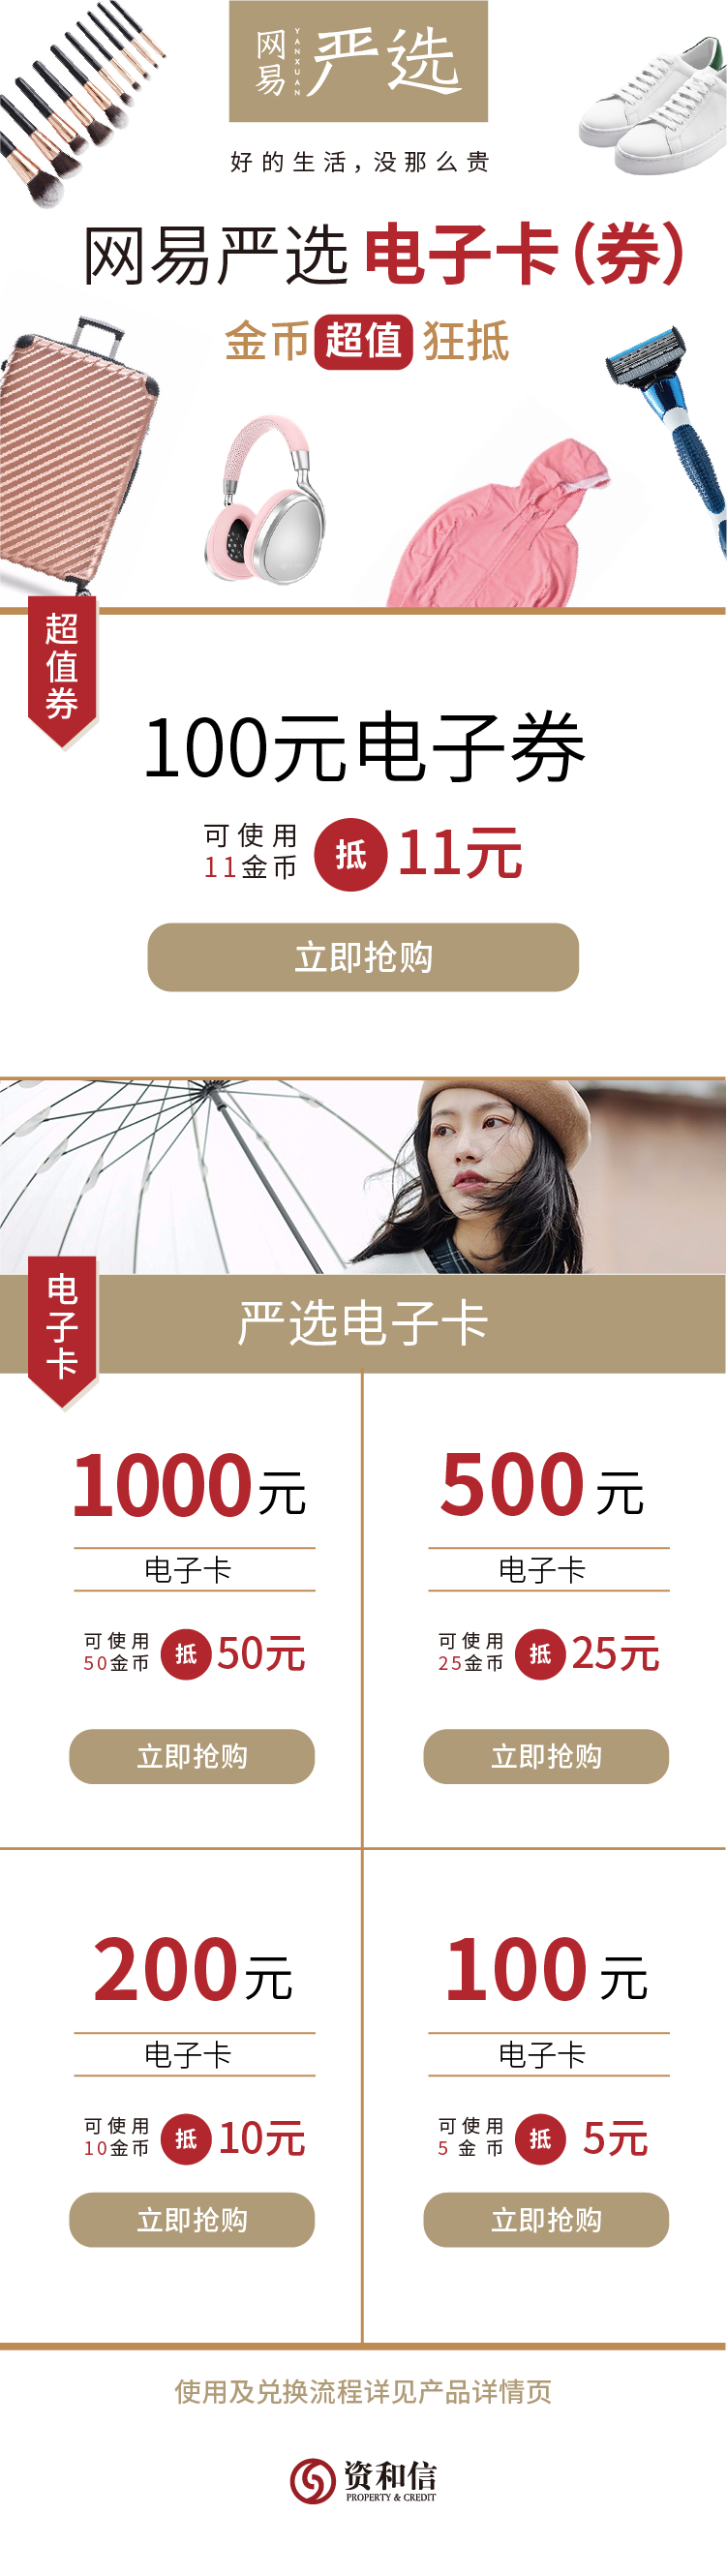 网易
YANXUAN
严选
好的生活，没那么贵
网易严选 电子卡（券）
金币 超值 狂抵
超值券
100元电子券
可使用
11金币
抵
11元
立即抢购
电子卡
严选电子卡
1000元
电子卡
可使用
50金币
抵
50元
立即抢购
500元
电子卡
可使用
25金币
抵
25元
立即抢购
200元
电子卡
可使用
10金币
抵
10元
立即抢购
100元
电子卡
可使用
5金币
抵
5元
立即抢购
使用及兑换流程详见产品详情页
资和信
PROPERTY & CREDIT